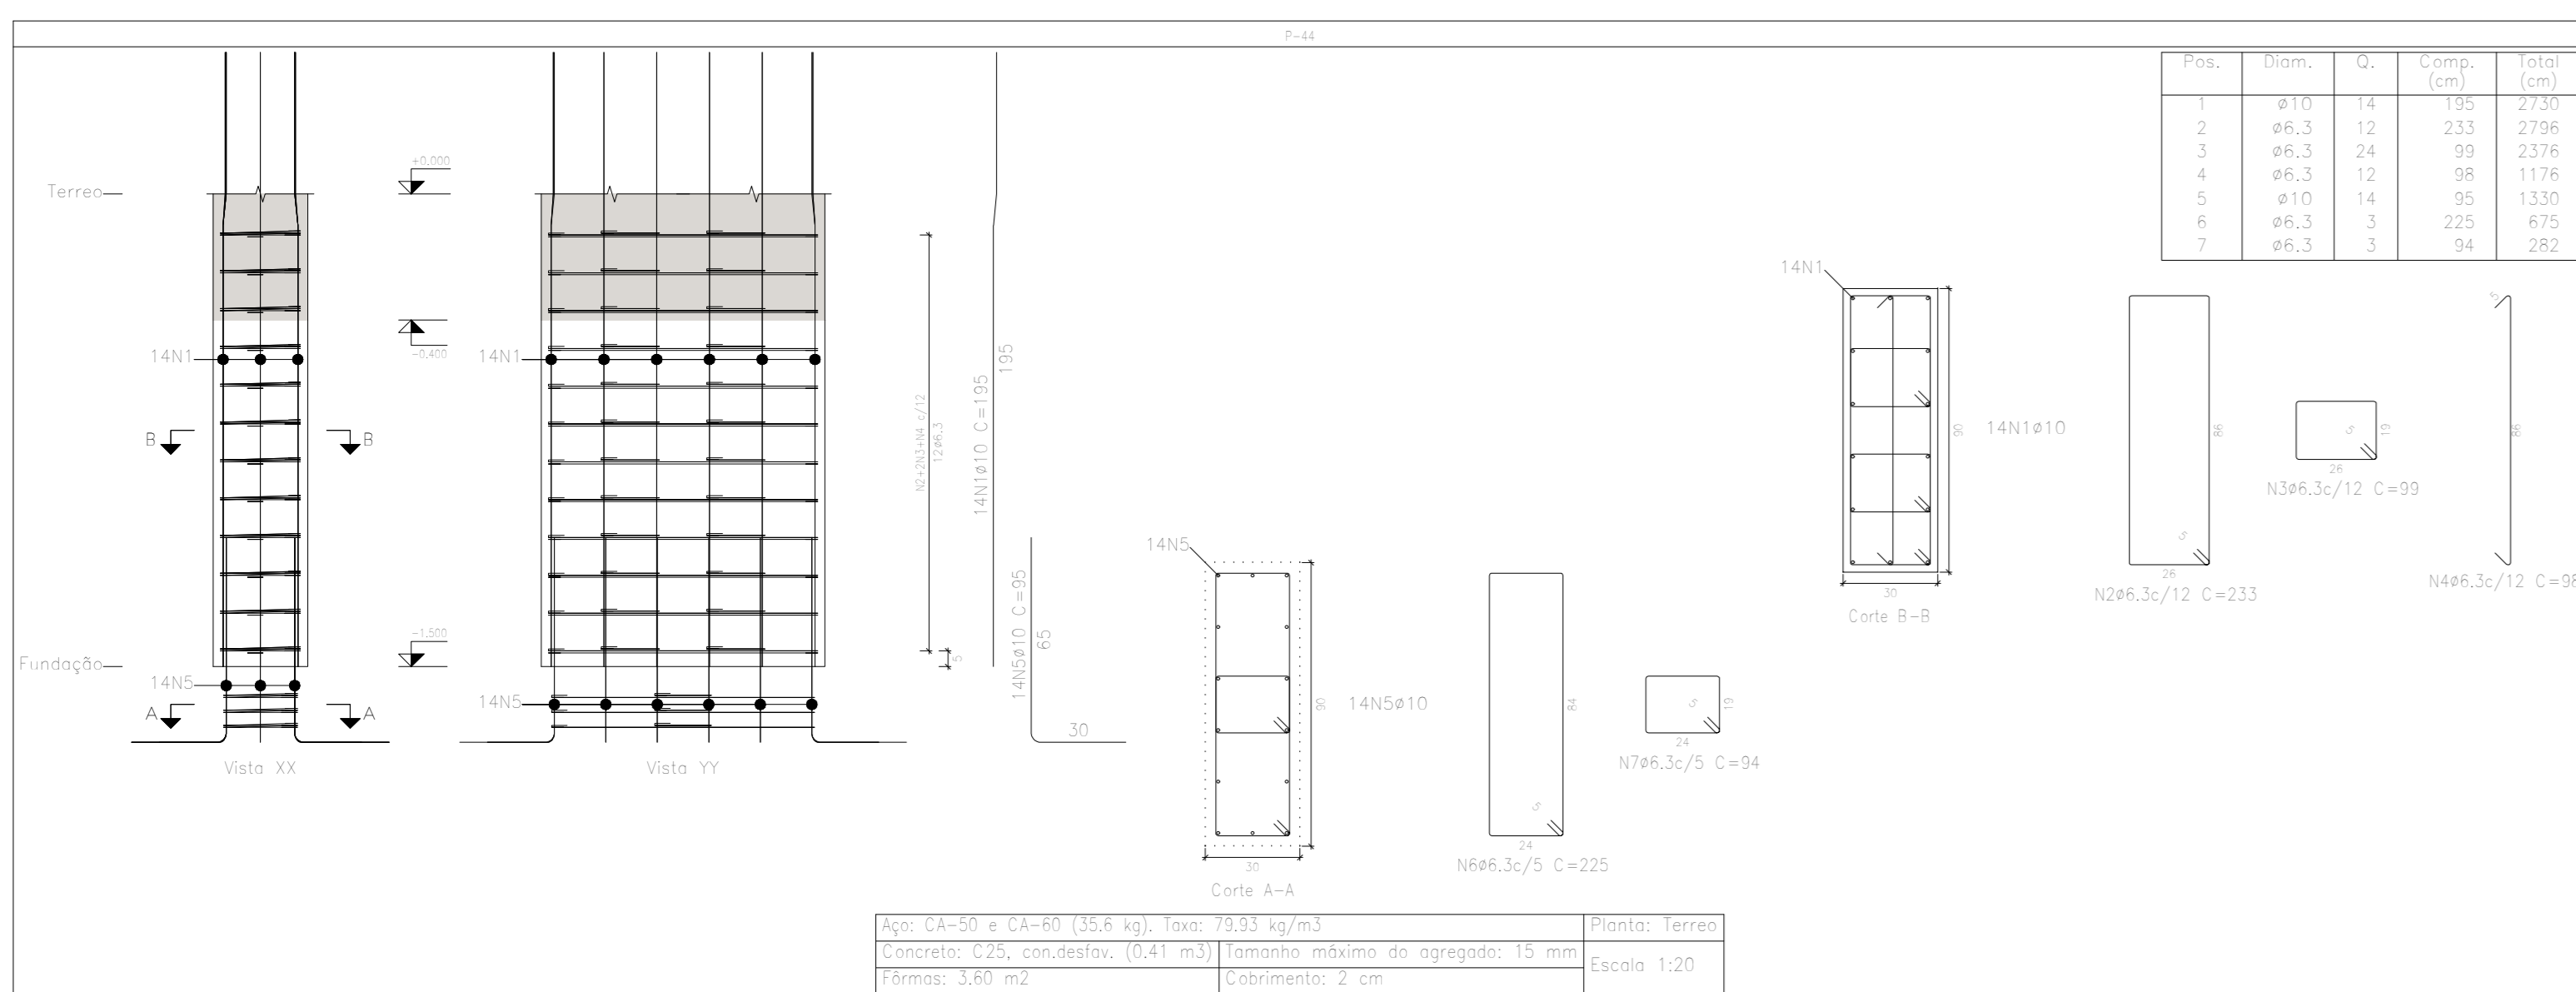 P-44
Pos. Diam. Q. Comp. (cm) Total (cm)
1 ø10 14 195 2730
2 ø6.3 12 233 2796
3 ø6.3 24 99 2376
4 ø6.3 12 98 1176
5 ø10 14 95 1330
6 ø6.3 3 225 675
7 ø6.3 3 94 282
Terreo
+0.000
-0.400
14N1
14N1
B B
Fundação
-1.500
14N5
14N5
A A
Vista XX
Vista YY
N2+2N3+N4 c/12
12ø6.3
5
14N1ø10 C=195
195
14N5ø10 C=95
65
30
14N5
90
14N5ø10
30
Corte A-A
84
5
24
N6ø6.3c/5 C=225
5
19
24
N7ø6.3c/5 C=94
14N1
90
14N1ø10
30
Corte B-B
86
5
26
N2ø6.3c/12 C=233
5
19
26
N3ø6.3c/12 C=99
5
86
N4ø6.3c/12 C=98
Aço: CA-50 e CA-60 (35.6 kg). Taxa: 79.93 kg/m3
Planta: Terreo
Concreto: C25, con.desfav. (0.41 m3)
Tamanho máximo do agregado: 15 mm
Escala 1:20
Fôrmas: 3.60 m2
Cobrimento: 2 cm